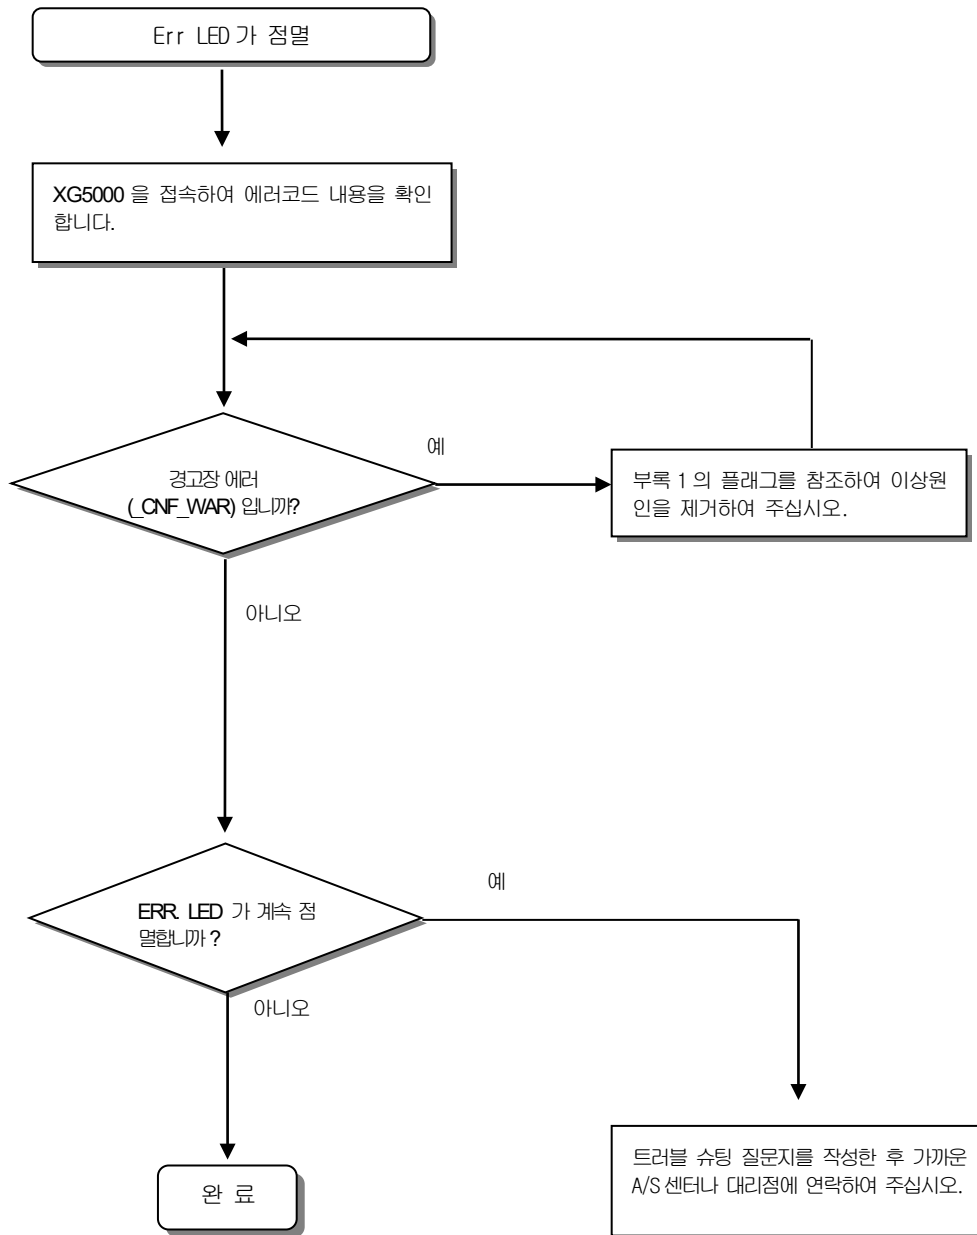 Err LED가 점멸
XG5000 을 접속하여 에러코드 내용을 확인
합니다.
예
경고장 에러
(_CNF_WAR) 입니까?
부록 1 의 플래그를 참조하여 이상원
인을 제거하여 주십시오.
아니오
예
ERR. LED 가 계속 점
멸합니까 ?
아니오
트러블 슈팅 질문지를 작성한 후 가까운
A/S 센터나 대리점에 연락하여 주십시오.
완 료